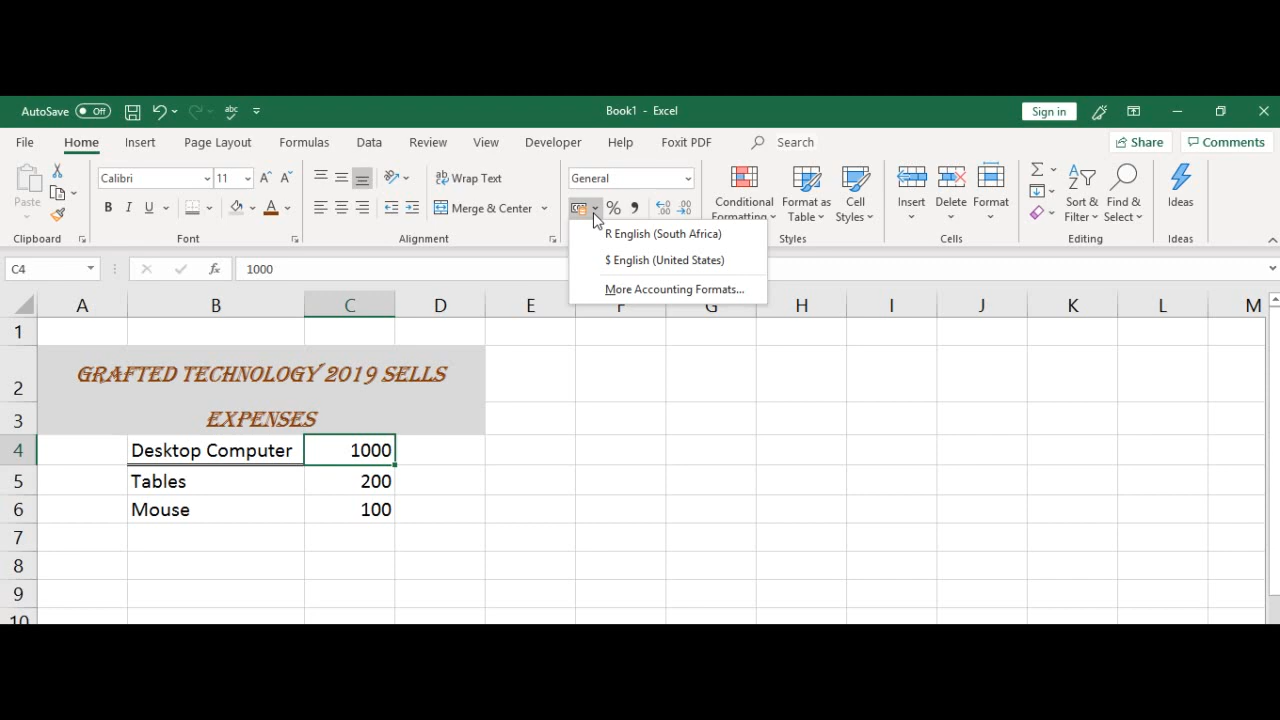 AutoSave Off abc Book1 - Excel Sign in
File Home Insert Page Layout Formulas Data Review View Developer Help Foxit PDF Search Share Comments
Paste Calibri 11 A A ab Wrap Text General Conditional Formatting Format as Table Cell Styles Insert Delete Format Σ Sort & Filter Find & Select Ideas
B I U A Merge & Center % ,
Clipboard Font Alignment Styles Cells Editing Ideas
R English (South Africa)
$ English (United States)
More Accounting Formats...
C4 fx 1000
A B C D E F G H I J K L M
1
2 GRAFTED TECHNOLOGY 2019 SELLS
3 EXPENSES
4 Desktop Computer 1000
5 Tables 200
6 Mouse 100
7
8
9
10